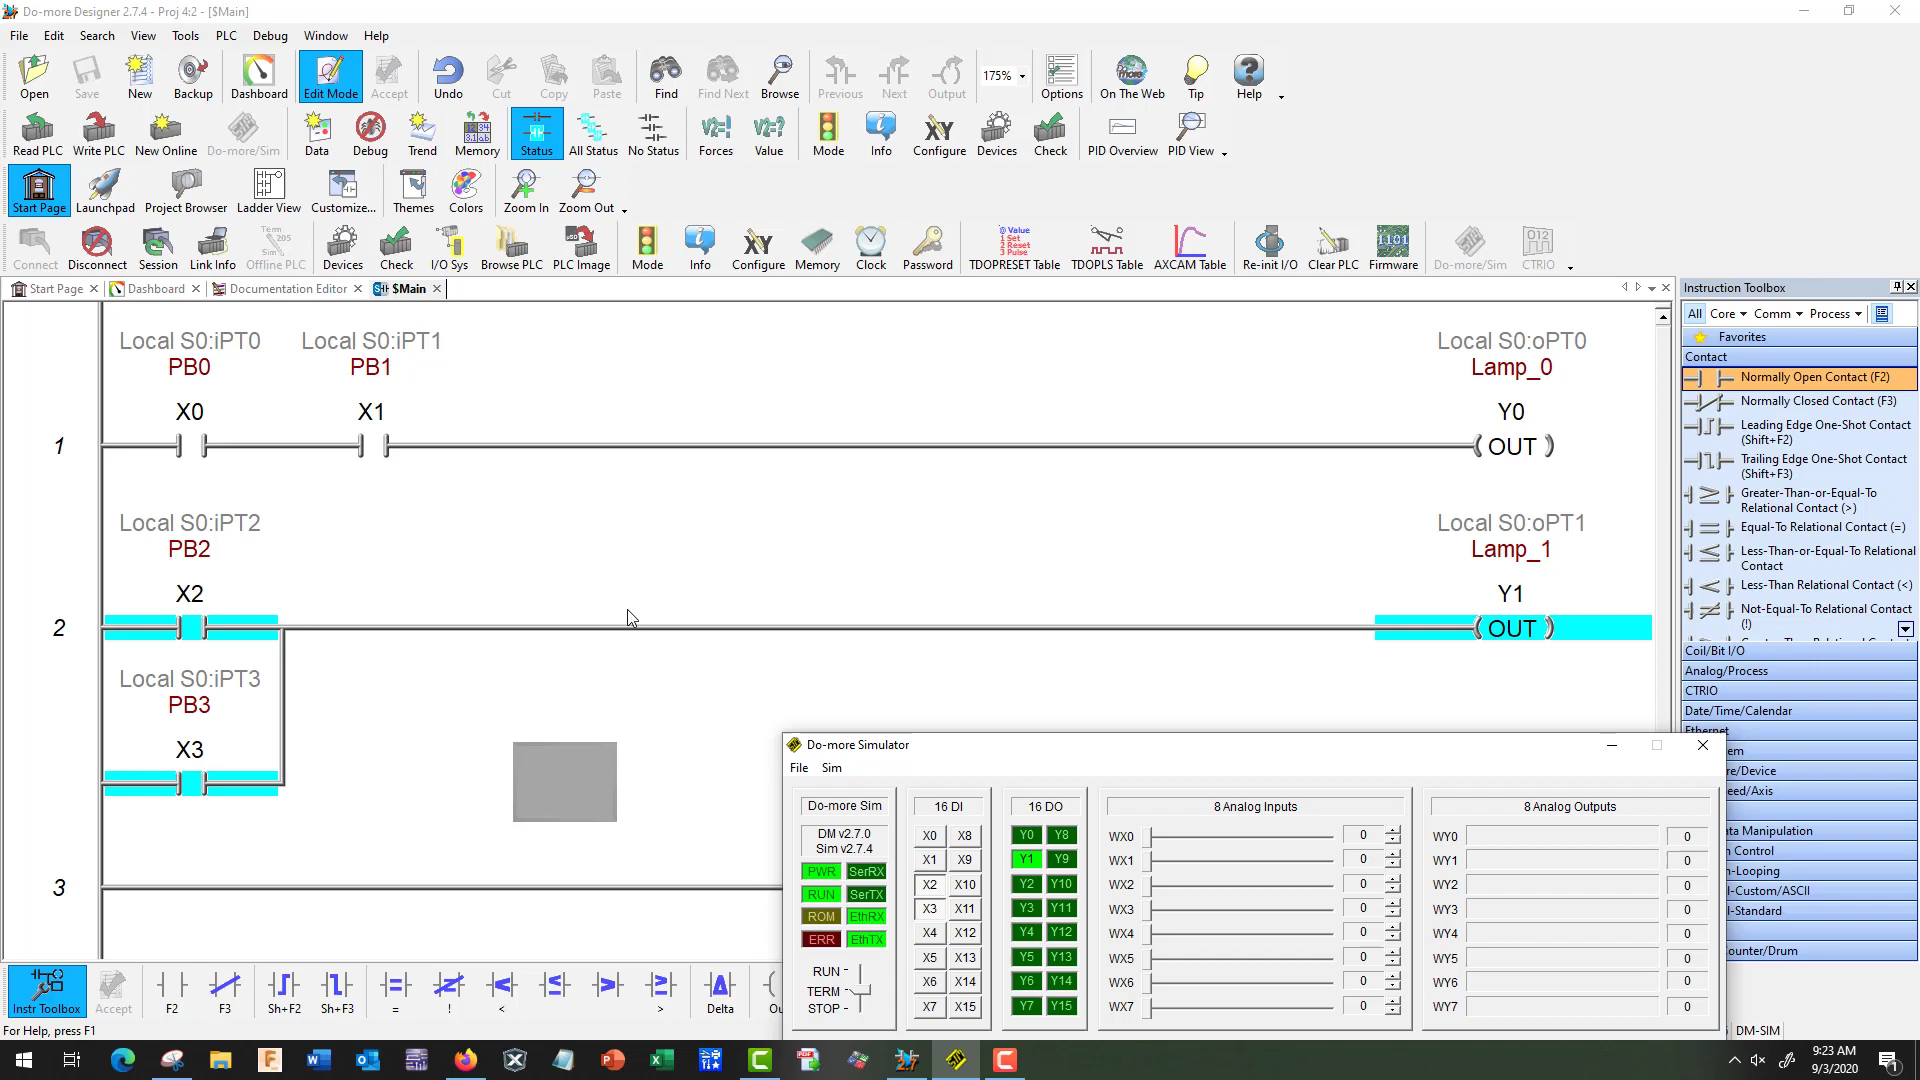 Do-more Designer 2.7.4 - Proj 4:2 - [$Main]
File Edit Search View Tools PLC Debug Window Help
Open Save New Backup Dashboard Edit Mode Accept Undo Cut Copy Paste Find Find Next Browse Previous Next Output 175% Options On The Web Tip Help
Read PLC Write PLC New Online Do-more/Sim Data Debug Trend Memory Status All Status No Status Forces Value Mode Info Configure Devices Check PID Overview PID View
Start Page Launchpad Project Browser Ladder View Customize... Themes Colors Zoom In Zoom Out
Connect Disconnect Session Link Info Offline PLC Devices Check I/O Sys Browse PLC PLC Image Mode Info Configure Memory Clock Password TDOPRESET Table TDOPLS Table AXCAM Table Re-init I/O Clear PLC Firmware Do-more/Sim CTRIO
Start Page Dashboard Documentation Editor $Main
Local S0:iPT0 Local S0:iPT1 Local S0:oPT0
PB0 PB1 Lamp_0
X0 X1 Y0
1 OUT
Local S0:iPT2 Local S0:oPT1
PB2 Lamp_1
X2 Y1
2 OUT
Local S0:iPT3
PB3
X3
3
Instruction Toolbox
All Core Comm Process
Favorites
Contact
Normally Open Contact (F2)
Normally Closed Contact (F3)
Leading Edge One-Shot Contact
(Shift+F2)
Trailing Edge One-Shot Contact
(Shift+F3)
Greater-Than-or-Equal-To
Relational Contact (>)
Equal-To Relational Contact (=)
Less-Than-or-Equal-To Relational
Contact
Less-Than Relational Contact (<)
Not-Equal-To Relational Contact
(!)
Coil/Bit I/O
Analog/Process
CTRIO
Date/Time/Calendar
Ethernet
em
re/Device
eed/Axis
ata Manipulation
n Control
n-Looping
l-Custom/ASCII
l-Standard
ounter/Drum
Do-more Simulator
File Sim
Do-more Sim 16 DI 16 DO 8 Analog Inputs 8 Analog Outputs
DM v2.7.0
Sim v2.7.4
PWR SerRX
RUN SerTX
ROM EthRX
ERR EthTX
RUN -
TERM -
STOP -
X0 X8 Y0 Y8 WX0 0 WY0 0
X1 X9 Y1 Y9 WX1 0 WY1 0
X2 X10 Y2 Y10 WX2 0 WY2 0
X3 X11 Y3 Y11 WX3 0 WY3 0
X4 X12 Y4 Y12 WX4 0 WY4 0
X5 X13 Y5 Y13 WX5 0 WY5 0
X6 X14 Y6 Y14 WX6 0 WY6 0
X7 X15 Y7 Y15 WX7 0 WY7 0
Instr Toolbox Accept F2 F3 Sh+F2 Sh+F3 = ! < > Delta
For Help, press F1
DM-SIM
9:23 AM
9/3/2020